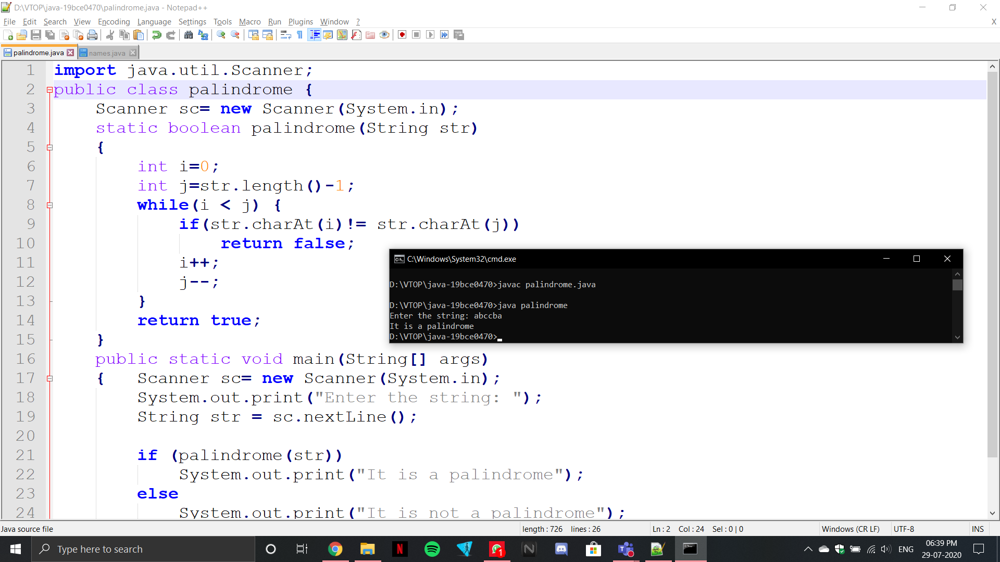 D:\VTOP\java-19bce0470\palindrome.java - Notepad++
File Edit Search View Encoding Language Settings Tools Macro Run Plugins Window ? X
palindrome.java names.java
1 import java.util.Scanner;
2 public class palindrome {
3 Scanner sc= new Scanner(System.in);
4 static boolean palindrome(String str)
5 {
6 int i=0;
7 int j=str.length()-1;
8 while(i < j) {
9 if(str.charAt(i)!= str.charAt(j))
10 return false;
11 i++;
12 j--;
13 }
14 return true;
15 }
16 public static void main(String[] args)
17 { Scanner sc= new Scanner(System.in);
18 System.out.print("Enter the string: ");
19 String str = sc.nextLine();
20
21 if (palindrome(str))
22 System.out.print("It is a palindrome");
23 else
24 System.out.print("It is not a palindrome");
C:\Windows\System32\cmd.exe
D:\VTOP\java-19bce0470>javac palindrome.java
D:\VTOP\java-19bce0470>java palindrome
Enter the string: abccba
It is a palindrome
D:\VTOP\java-19bce0470>
Java source file length : 726 lines : 26 Ln : 2 Col : 24 Sel : 0 | 0 Windows (CR LF) UTF-8 INS
Type here to search
N
1
N
ENG
06:39 PM
29-07-2020